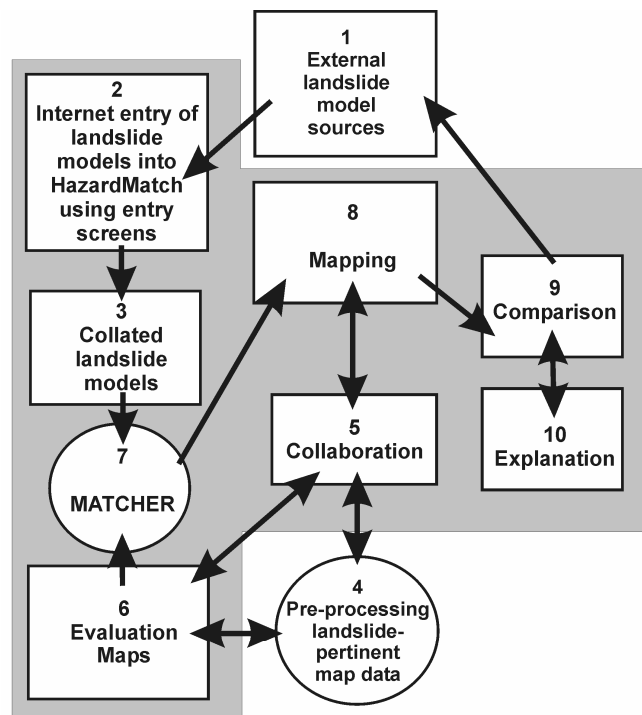 1
External
landslide
model
sources
2
Internet entry of
landslide
models into
HazardMatch
using entry
screens
3
Collated
landslide
models
7
MATCHER
6
Evaluation
Maps
8
Mapping
5
Collaboration
4
Pre-processing
landslide-
pertinent
map data
9
Comparison
10
Explanation